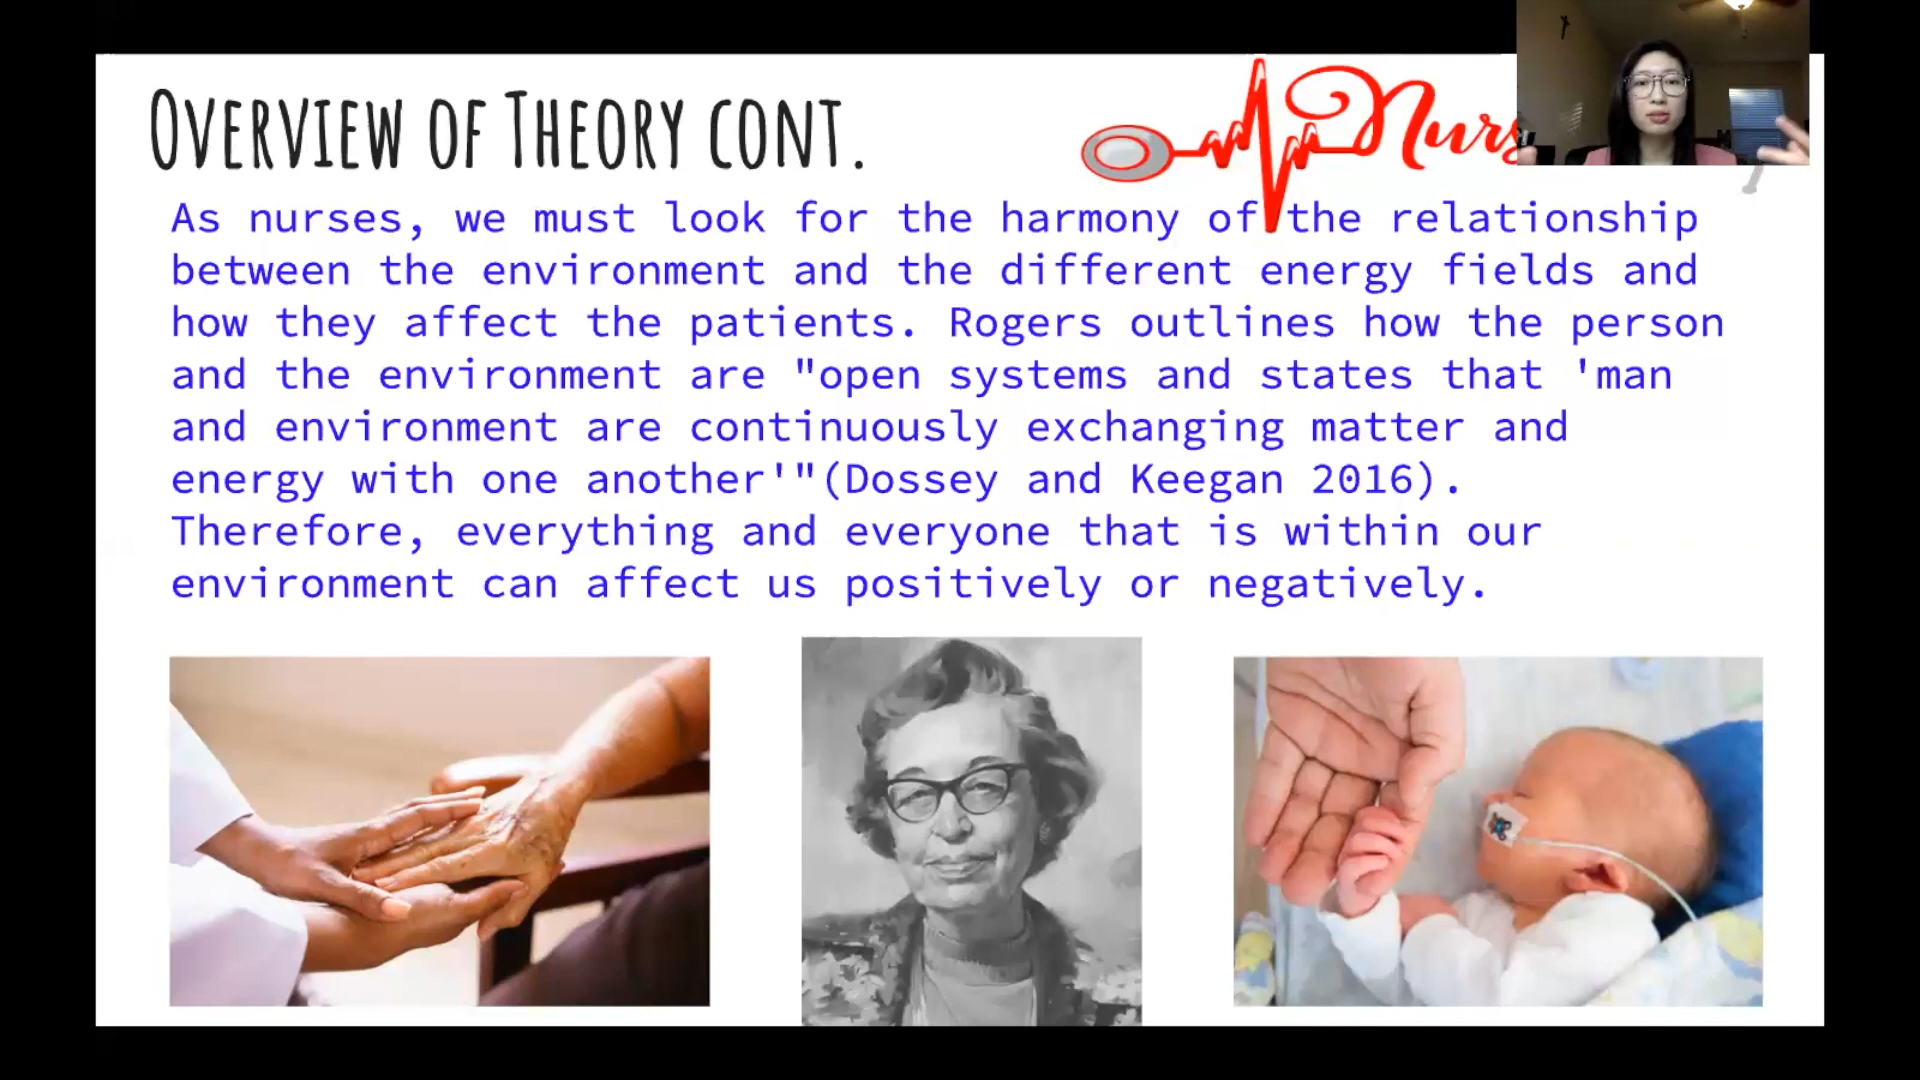 OVERVIEW OF THEORY CONT.
As nurses, we must look for the harmony of the relationship
between the environment and the different energy fields and
how they affect the patients. Rogers outlines how the person
and the environment are "open systems and states that 'man
and environment are continuously exchanging matter and
energy with one another'"(Dossey and Keegan 2016).
Therefore, everything and everyone that is within our
environment can affect us positively or negatively.